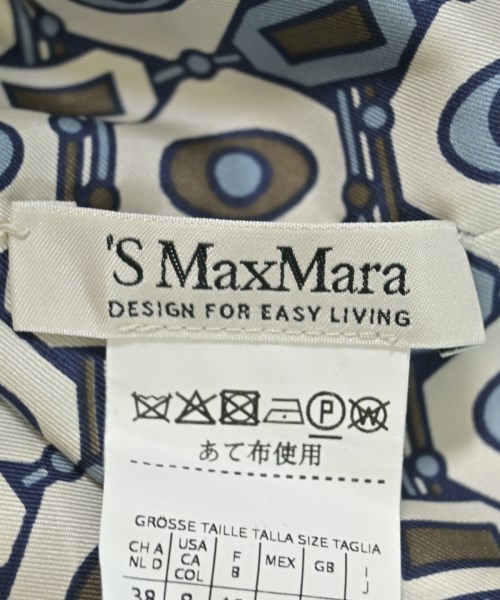 'S MaxMara
DESIGN FOR EASY LIVING
P W
あて布使用
GRÖSSE TAILLE TALLA SIZE TAGLIA
CH A USA F MEX GB I
NL D CA B J
COL
38